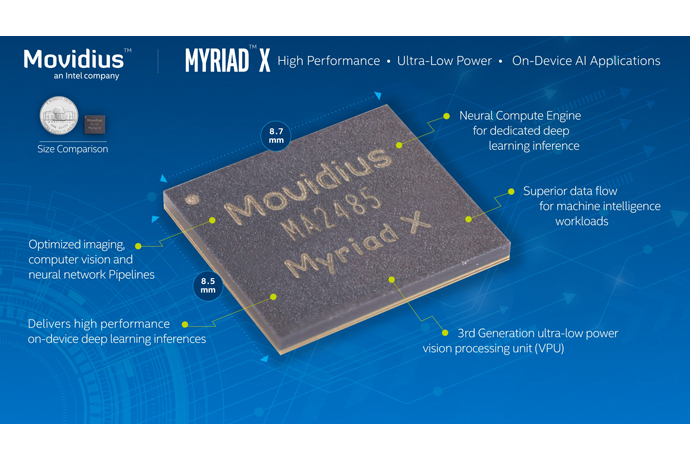 Movidius™
an Intel company
MYRIAD™ X High Performance • Ultra-Low Power • On-Device AI Applications
Size Comparison
8.7
mm
8.5
mm
Movidius
MA2485
Myriad X
Neural Compute Engine
for dedicated deep
learning inference
Superior data flow
for machine intelligence
workloads
Optimized imaging,
computer vision and
neural network Pipelines
Delivers high performance
on-device deep learning inferences
3rd Generation ultra-low power
vision processing unit (VPU)